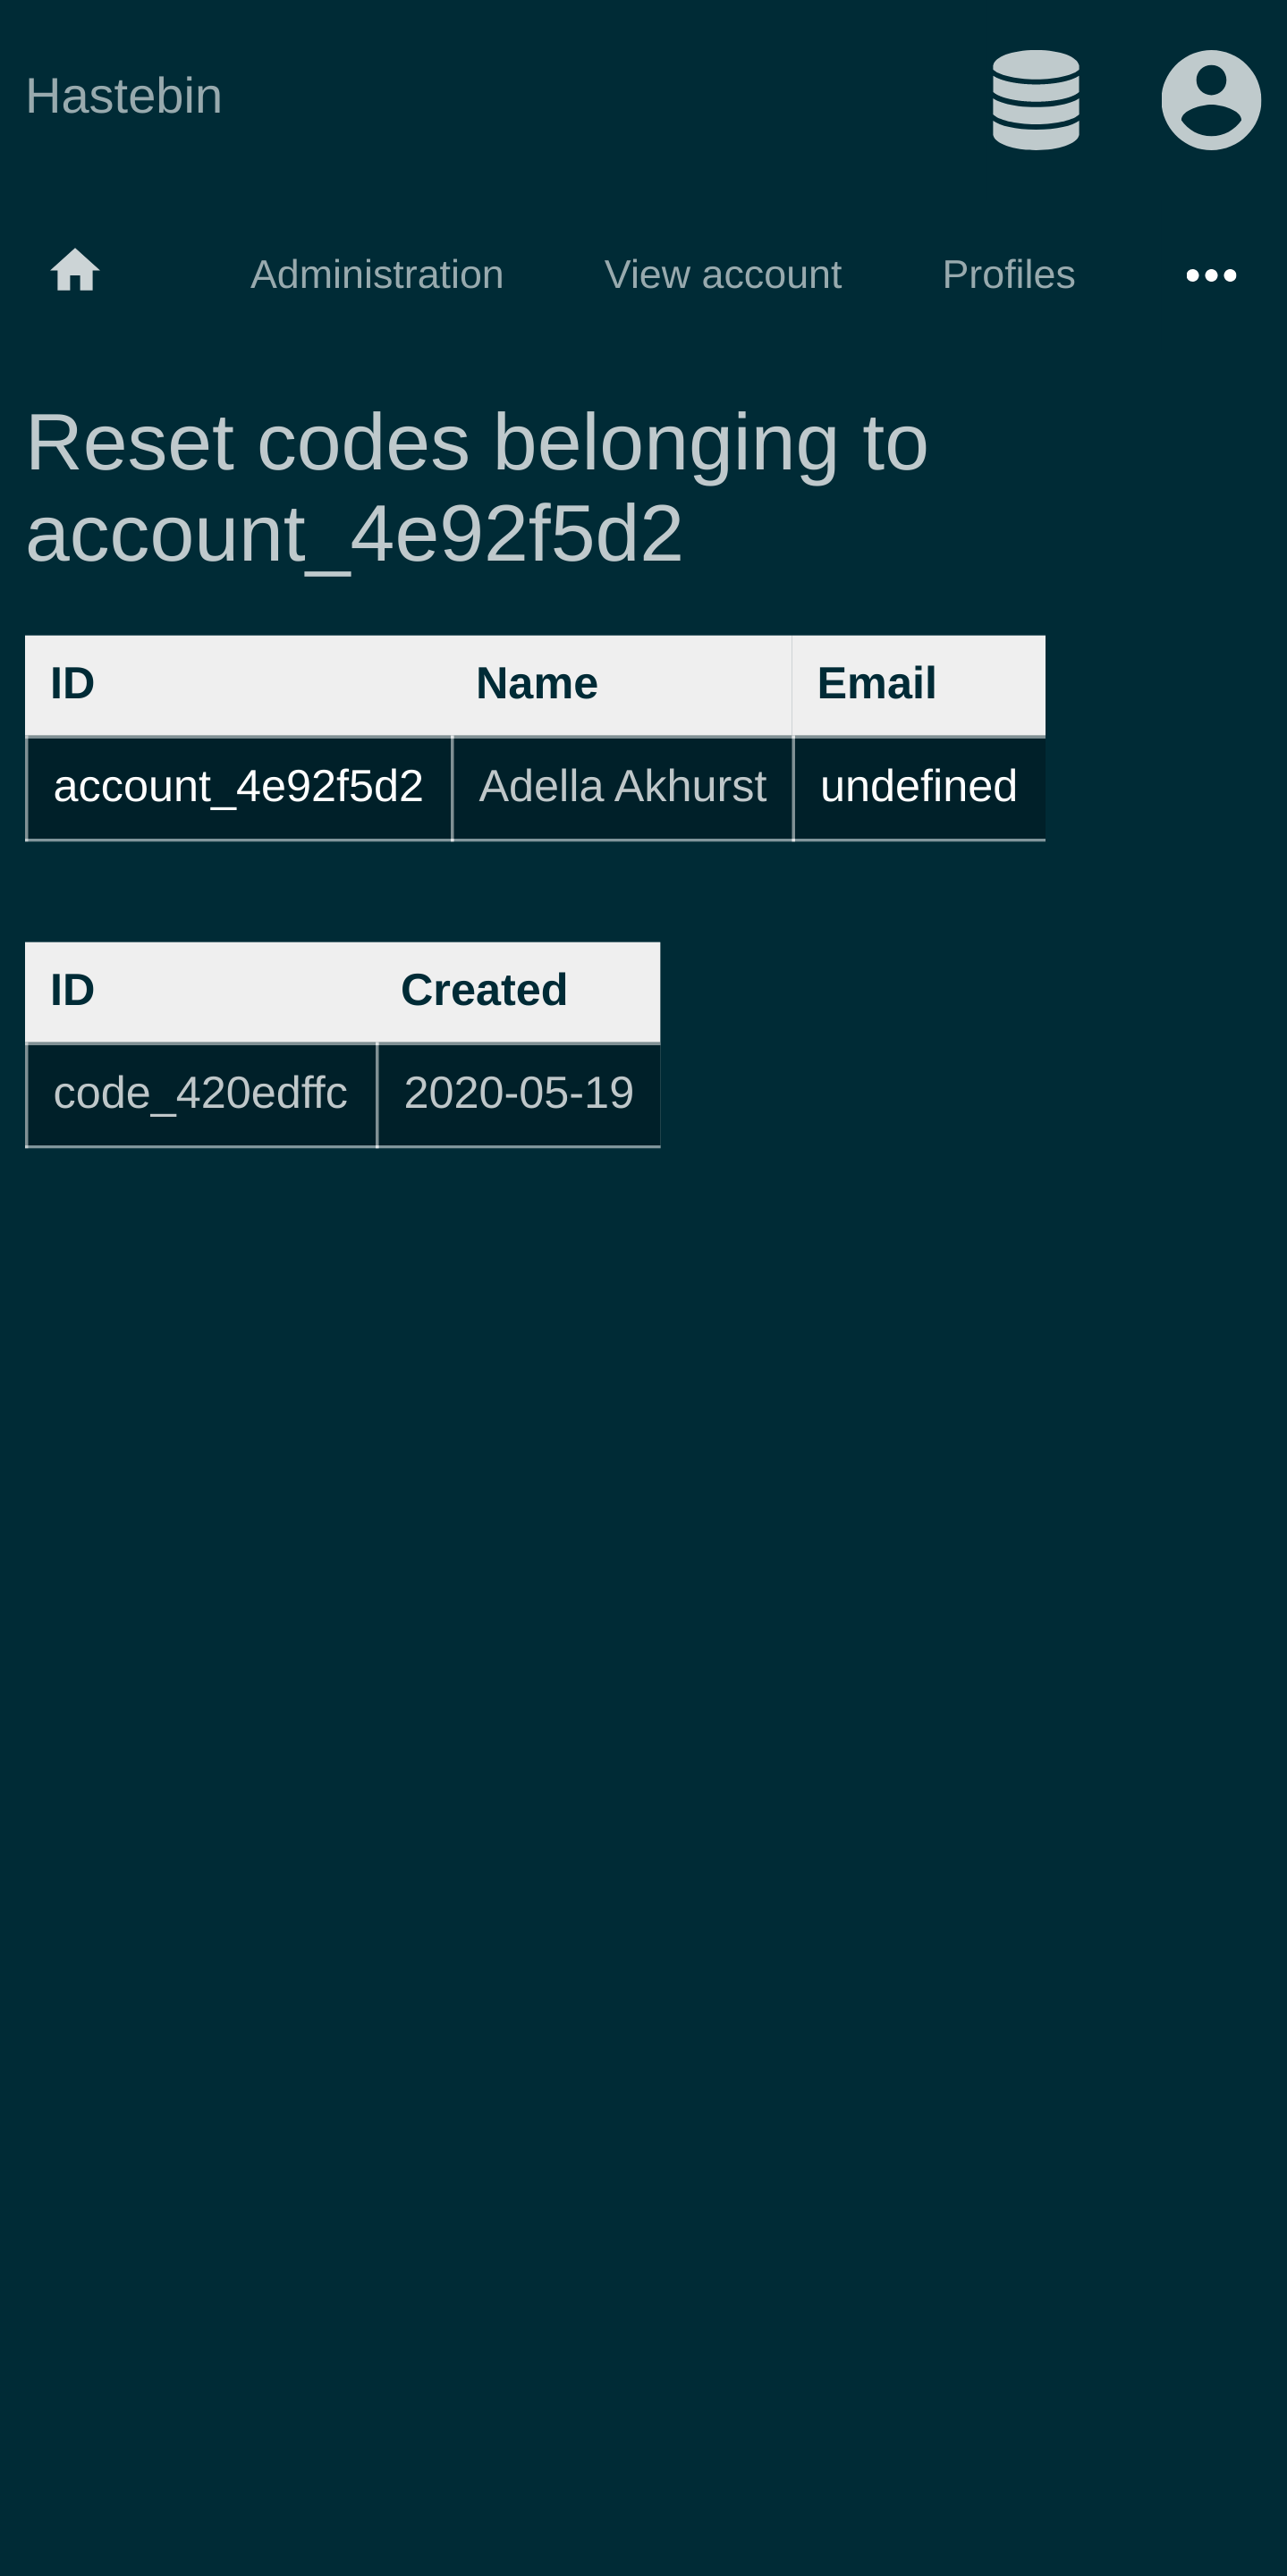 Hastebin
Administration View account Profiles
Reset codes belonging to
account_4e92f5d2
ID Name Email
account_4e92f5d2 Adella Akhurst undefined
ID Created
code_420edffc 2020-05-19